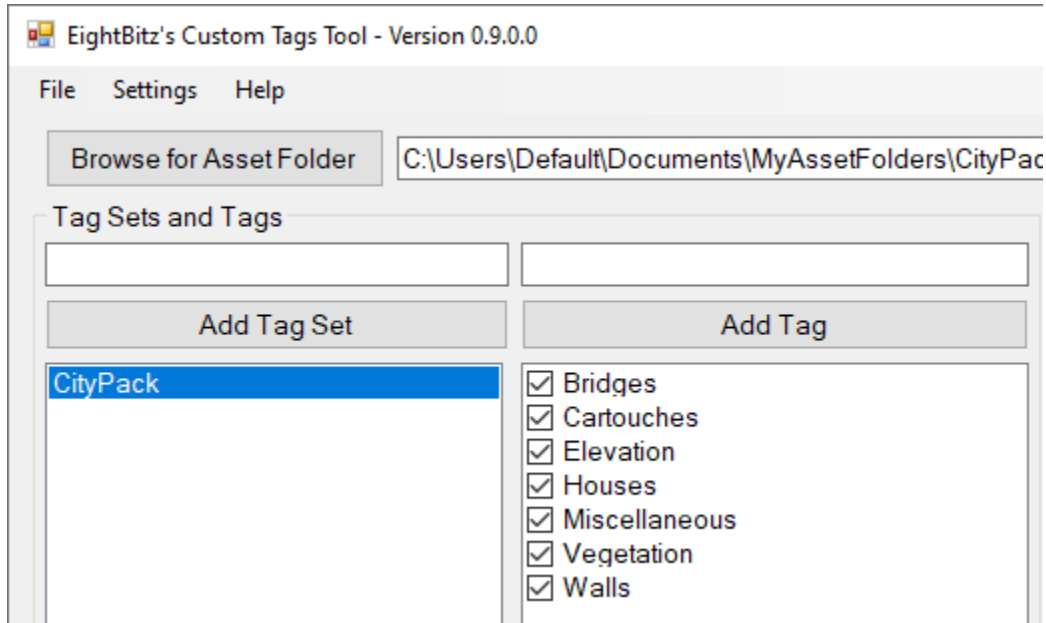 EightBitz's Custom Tags Tool - Version 0.9.0.0
File Settings Help
Browse for Asset Folder
C:\Users\Default\Documents\MyAssetFolders\CityPac
Tag Sets and Tags
Add Tag Set
Add Tag
CityPack
Bridges
Cartouches
Elevation
Houses
Miscellaneous
Vegetation
Walls